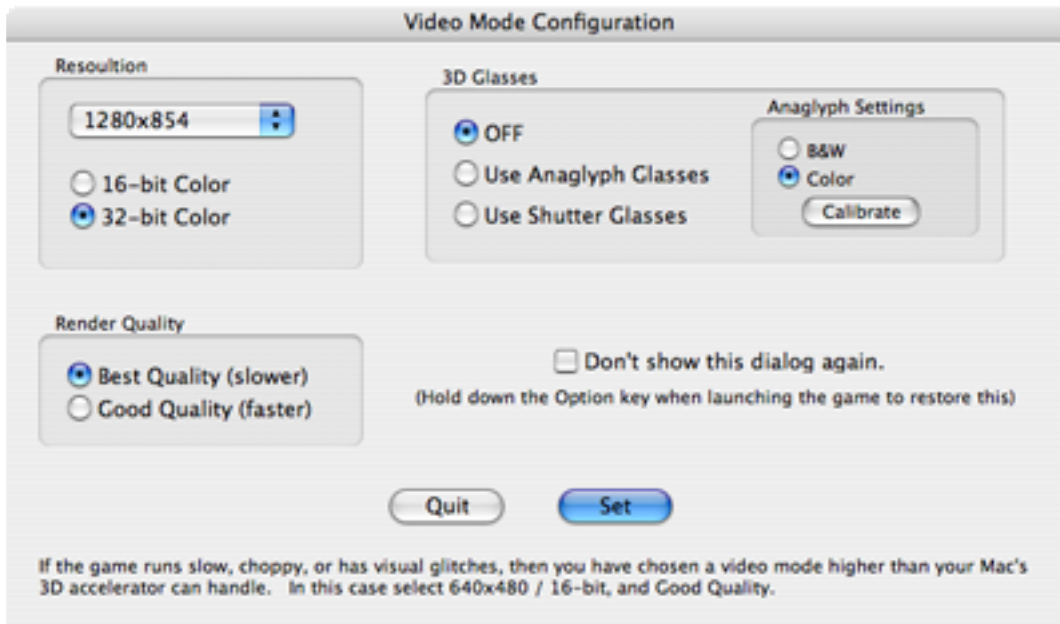 Video Mode Configuration
Resoultion
1280x854
16-bit Color
32-bit Color
3D Glasses
OFF
Use Anaglyph Glasses
Use Shutter Glasses
Anaglyph Settings
B&W
Color
Calibrate
Render Quality
Best Quality (slower)
Good Quality (faster)
Don't show this dialog again.
(Hold down the Option key when launching the game to restore this)
Quit
Set
If the game runs slow, choppy, or has visual glitches, then you have chosen a video mode higher than your Mac's
3D accelerator can handle. In this case select 640x480 / 16-bit, and Good Quality.